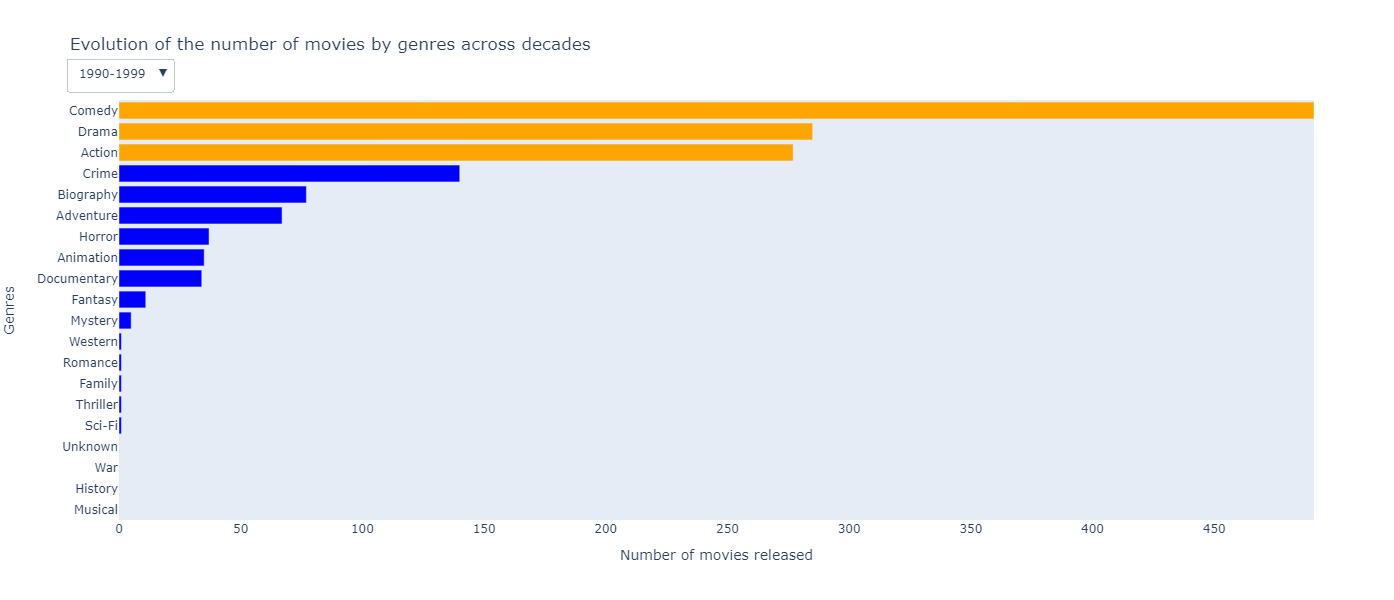 Evolution of the number of movies by genres across decades
1990-1999 ▼
Comedy
Drama
Action
Crime
Biography
Adventure
Horror
Animation
Documentary
Fantasy
Mystery
Western
Romance
Family
Thriller
Sci-Fi
Unknown
War
History
Musical
Genres
0 50 100 150 200 250 300 350 400 450
Number of movies released